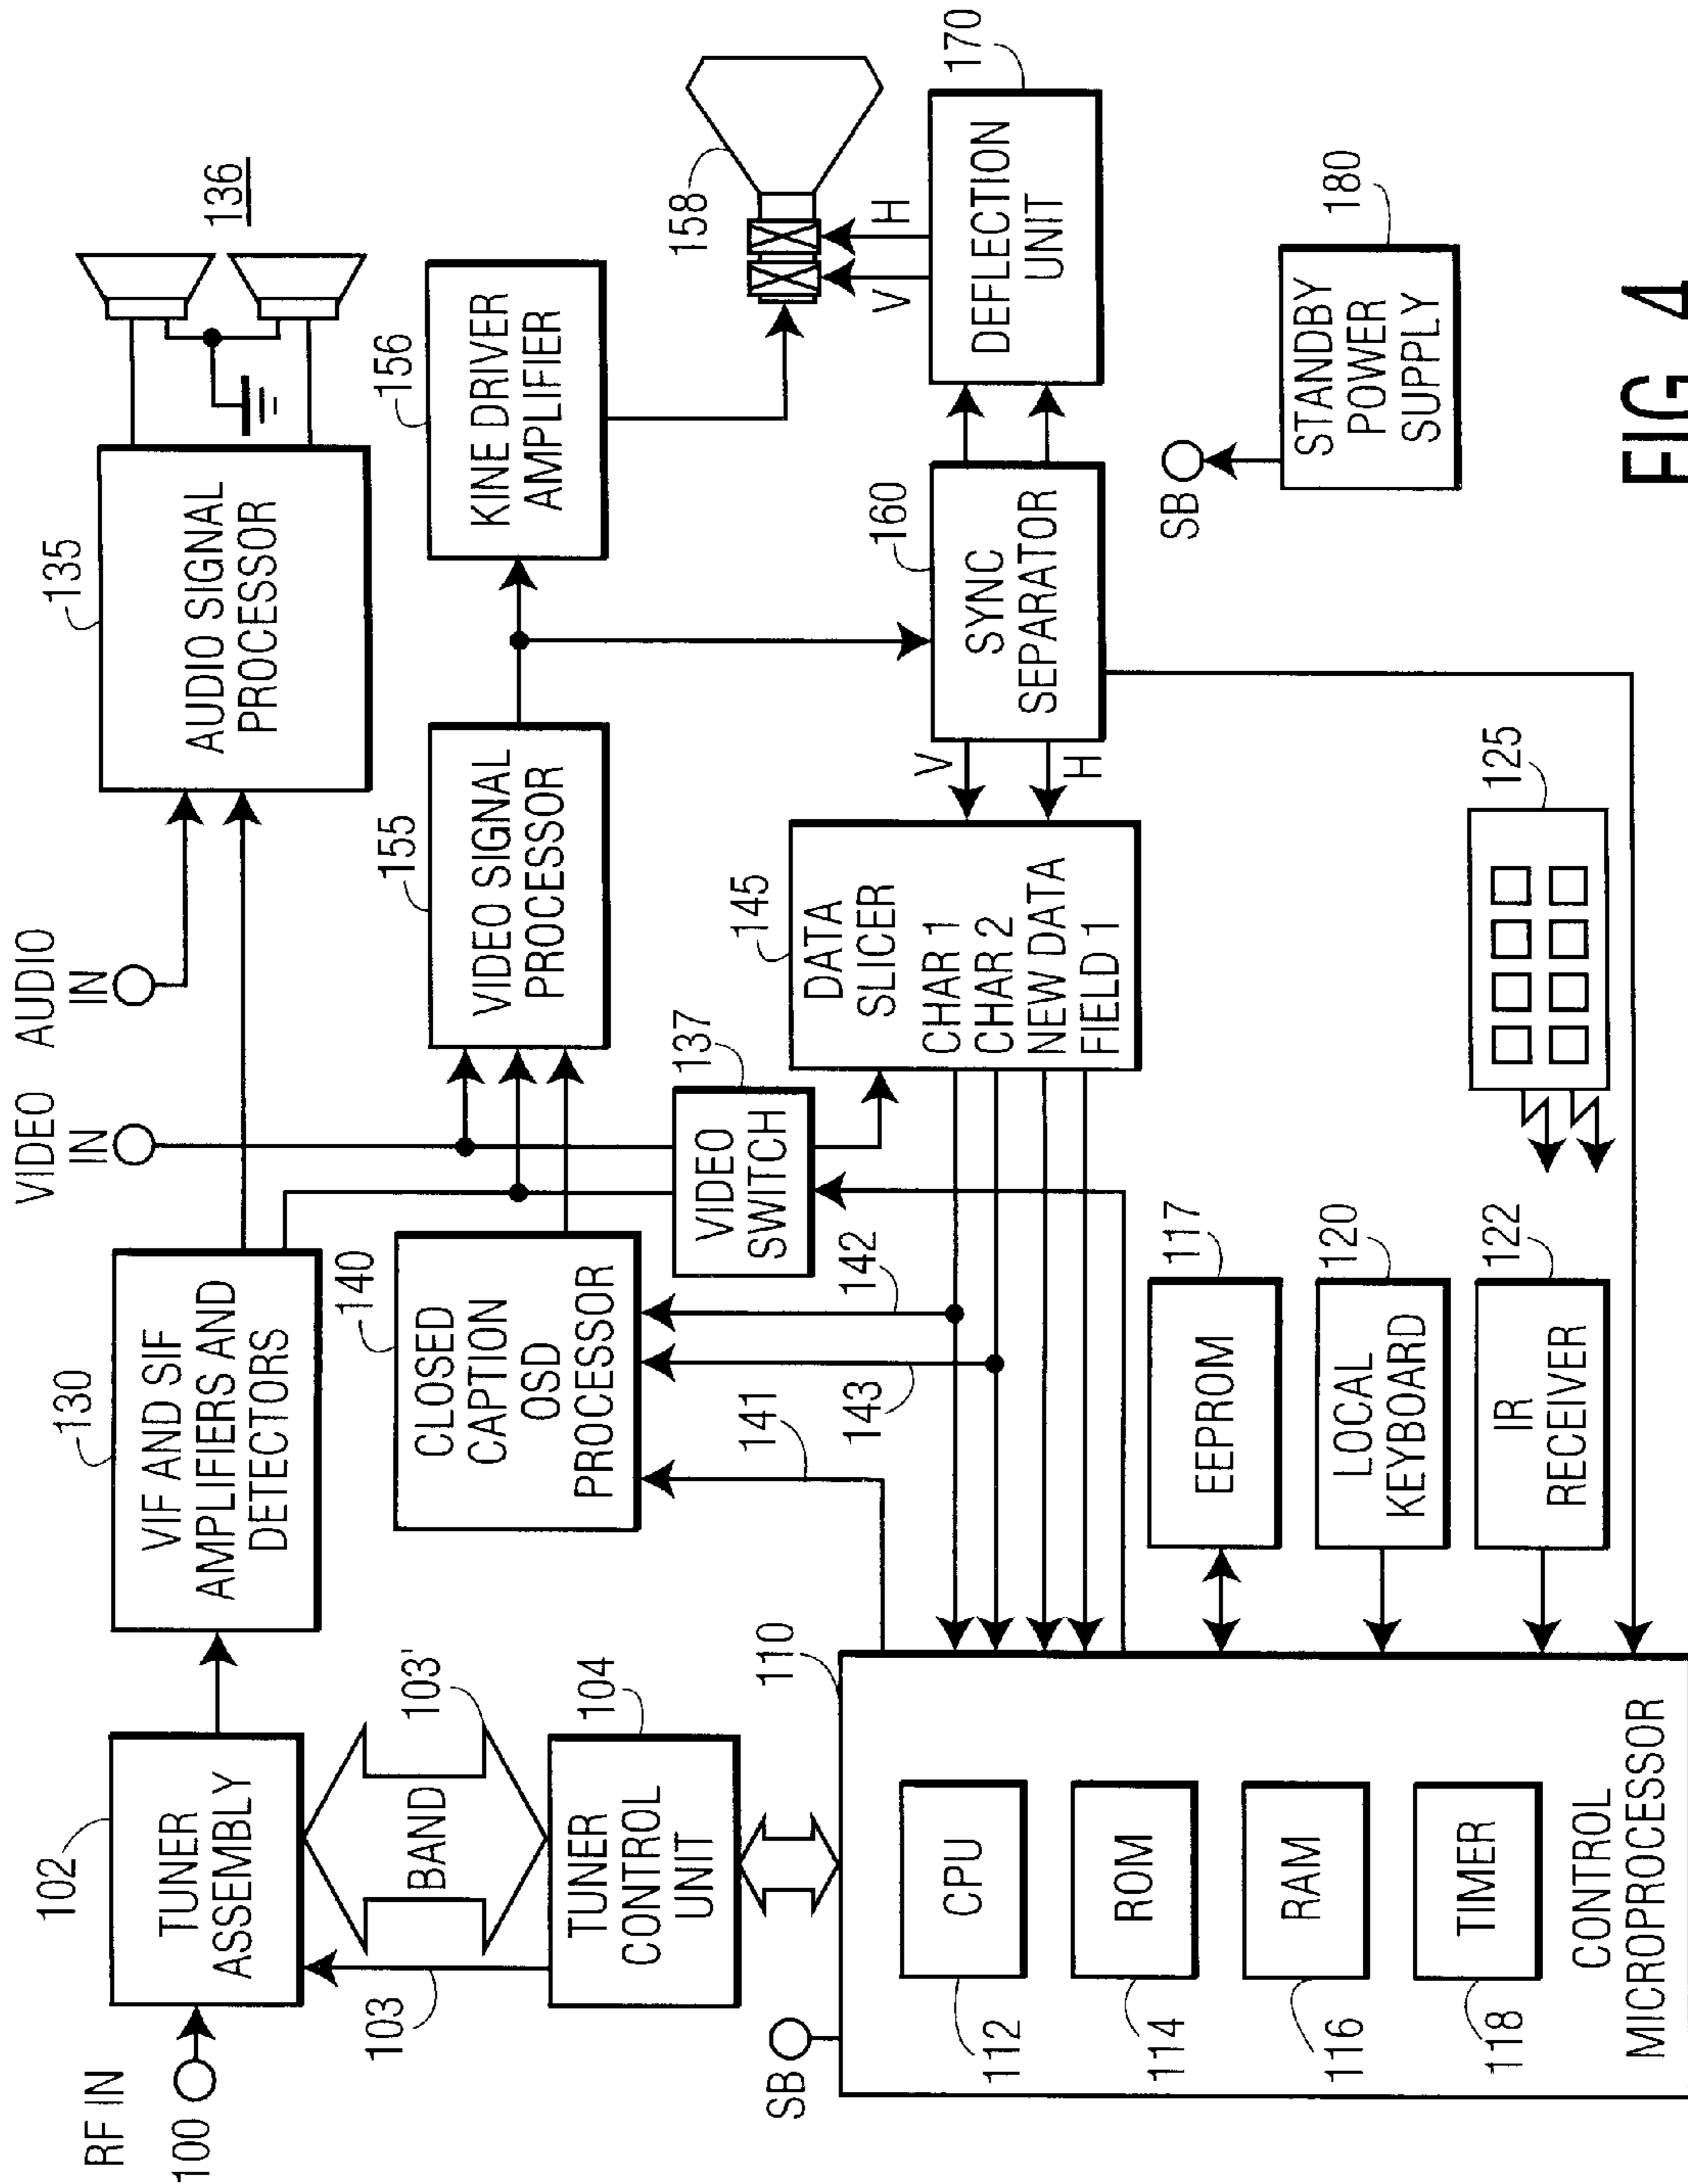 RF IN
100
102
TUNER
ASSEMBLY
103
BAND
103'
TUNER
CONTROL
UNIT
104
130
VIF AND SIF
AMPLIFIERS AND
DETECTORS
VIDEO
IN
AUDIO
IN
135
AUDIO SIGNAL
PROCESSOR
136
140
CLOSED
CAPTION
OSD
PROCESSOR
141
143
142
137
VIDEO
SWITCH
155
VIDEO SIGNAL
PROCESSOR
156
KINE DRIVER
AMPLIFIER
158
V
H
145
DATA
SLICER
CHAR 1
CHAR 2
NEW DATA
FIELD 1
V
H
160
SYNC
SEPARATOR
170
DEFLECTION
UNIT
SB
110
112
CPU
114
ROM
116
RAM
118
TIMER
CONTROL
MICROPROCESSOR
117
EEPROM
120
LOCAL
KEYBOARD
122
IR
RECEIVER
125
SB
180
STANDBY
POWER
SUPPLY
FIG. 4